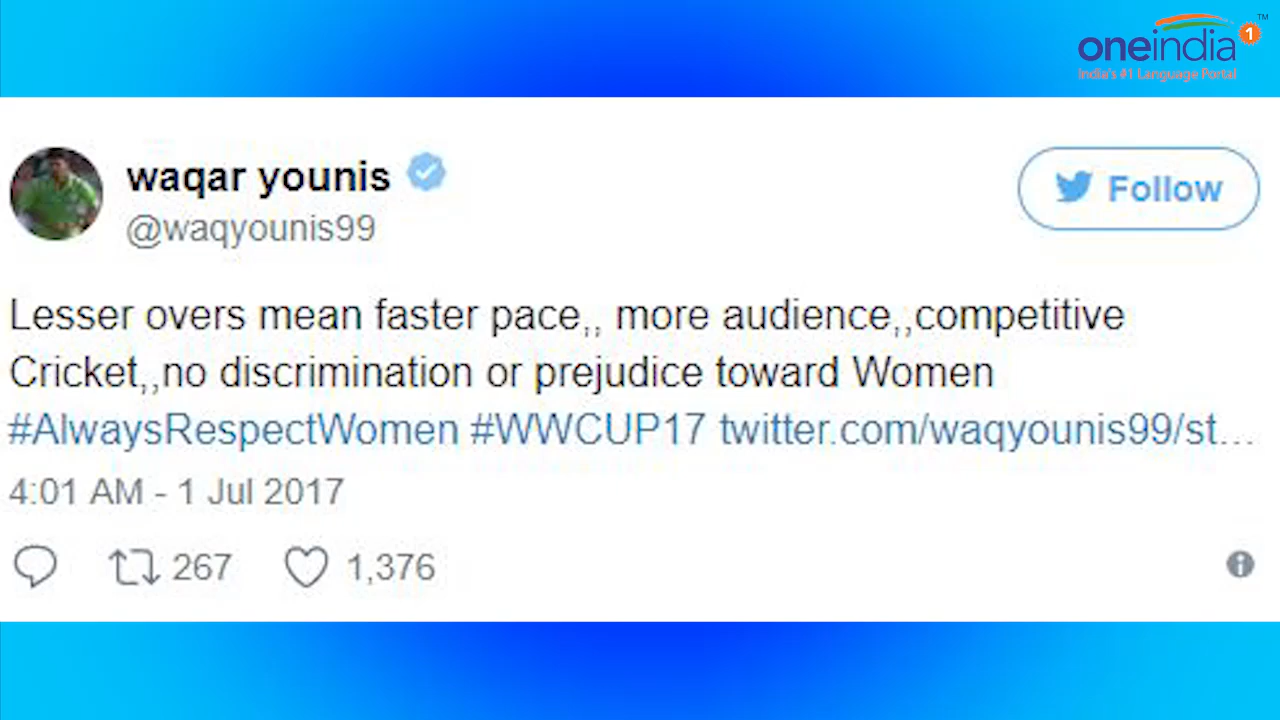 oneindia 1 TM
India's #1 Language Portal
waqar younis
@waqyounis99
Follow
Lesser overs mean faster pace,, more audience,,competitive
Cricket,,no discrimination or prejudice toward Women
#AlwaysRespectWomen #WWCUP17 twitter.com/waqyounis99/st...
4:01 AM - 1 Jul 2017
267 1,376